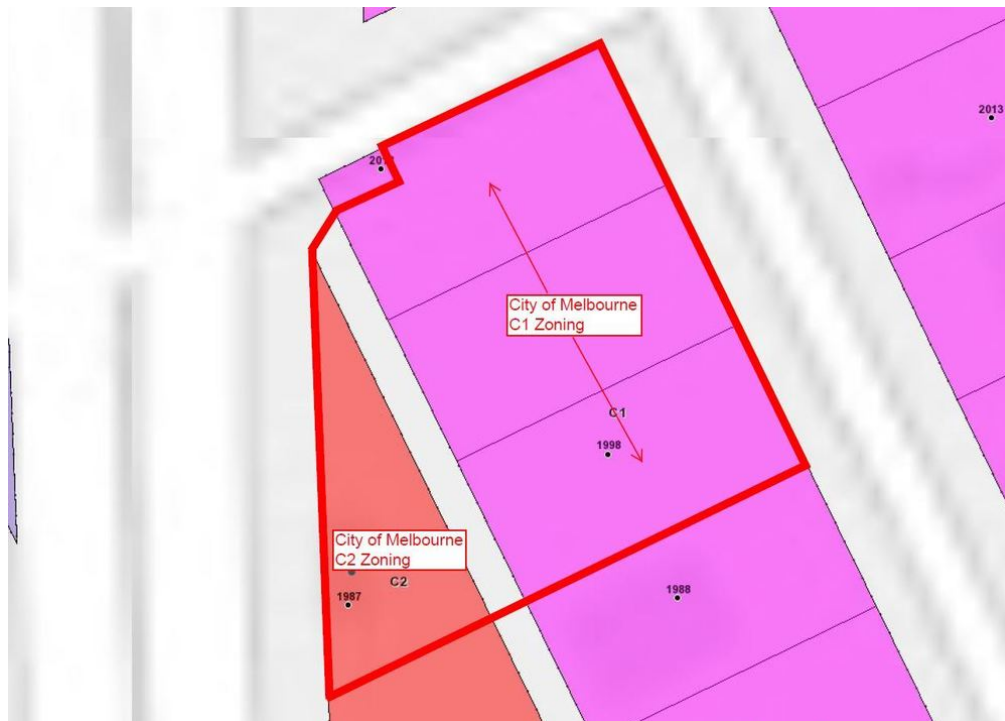 2013
City of Melbourne
C1 Zoning
C1
1998
City of Melbourne
C2 Zoning
C2
1987
1988